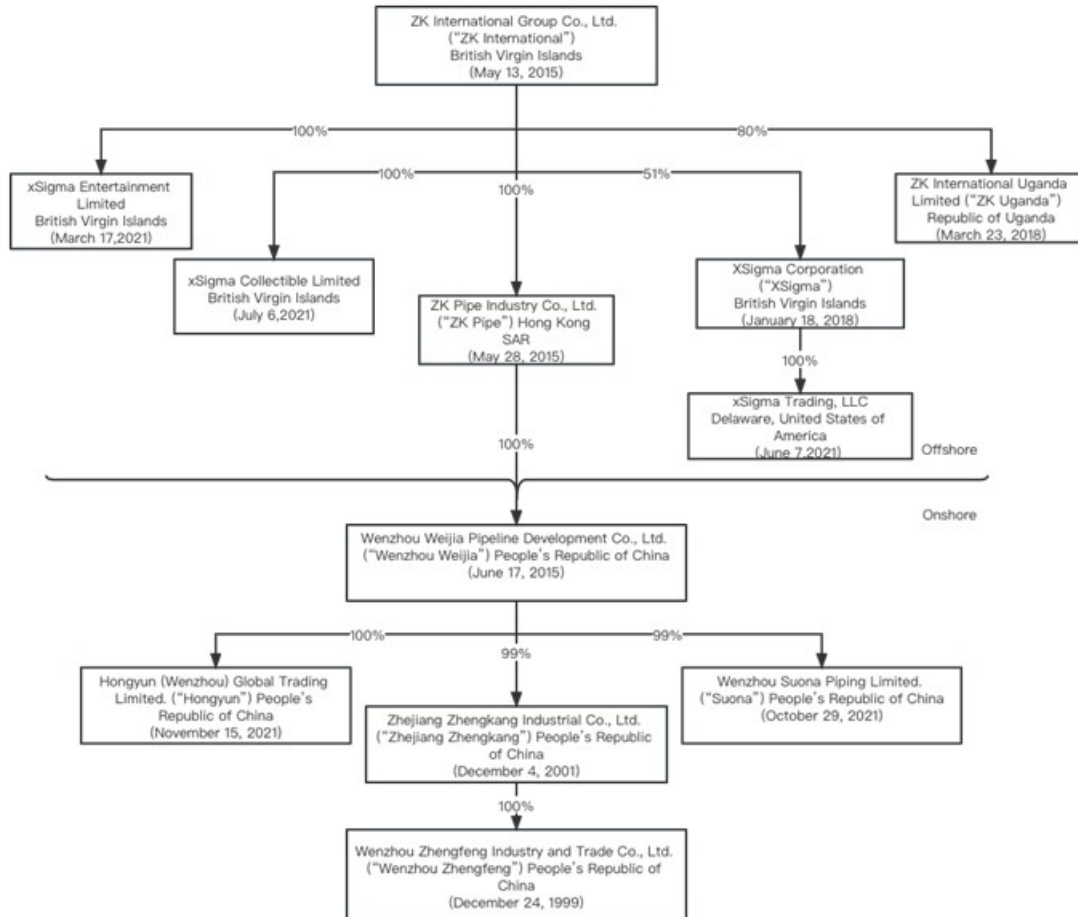 ZK International Group Co., Ltd.
(“ZK International”)
British Virgin Islands
(May 13, 2015)
100%
80%
xSigma Entertainment
Limited
British Virgin Islands
(March 17,2021)
100%
100%
51%
ZK International Uganda
Limited (“ZK Uganda”)
Republic of Uganda
(March 23, 2018)
xSigma Collectible Limited
British Virgin Islands
(July 6,2021)
ZK Pipe Industry Co., Ltd.
(“ZK Pipe”) Hong Kong
SAR
(May 28, 2015)
XSigma Corporation
(“XSigma”)
British Virgin Islands
(January 18, 2018)
100%
xSigma Trading, LLC
Delaware, United States of
America
(June 7,2021)
100%
Offshore
Onshore
Wenzhou Weijia Pipeline Development Co., Ltd.
(“Wenzhou Weijia”) People’s Republic of China
(June 17, 2015)
100%
99%
99%
Hongyun (Wenzhou) Global Trading
Limited. (“Hongyun”) People’s
Republic of China
(November 15, 2021)
Zhejiang Zhengkang Industrial Co., Ltd.
(“Zhejiang Zhengkang”) People’s Republic
of China
(December 4, 2001)
Wenzhou Suona Piping Limited.
(“Suona”) People’s Republic of China
(October 29, 2021)
100%
Wenzhou Zhengfeng Industry and Trade Co., Ltd.
(“Wenzhou Zhengfeng”) People’s Republic of
China
(December 24, 1999)